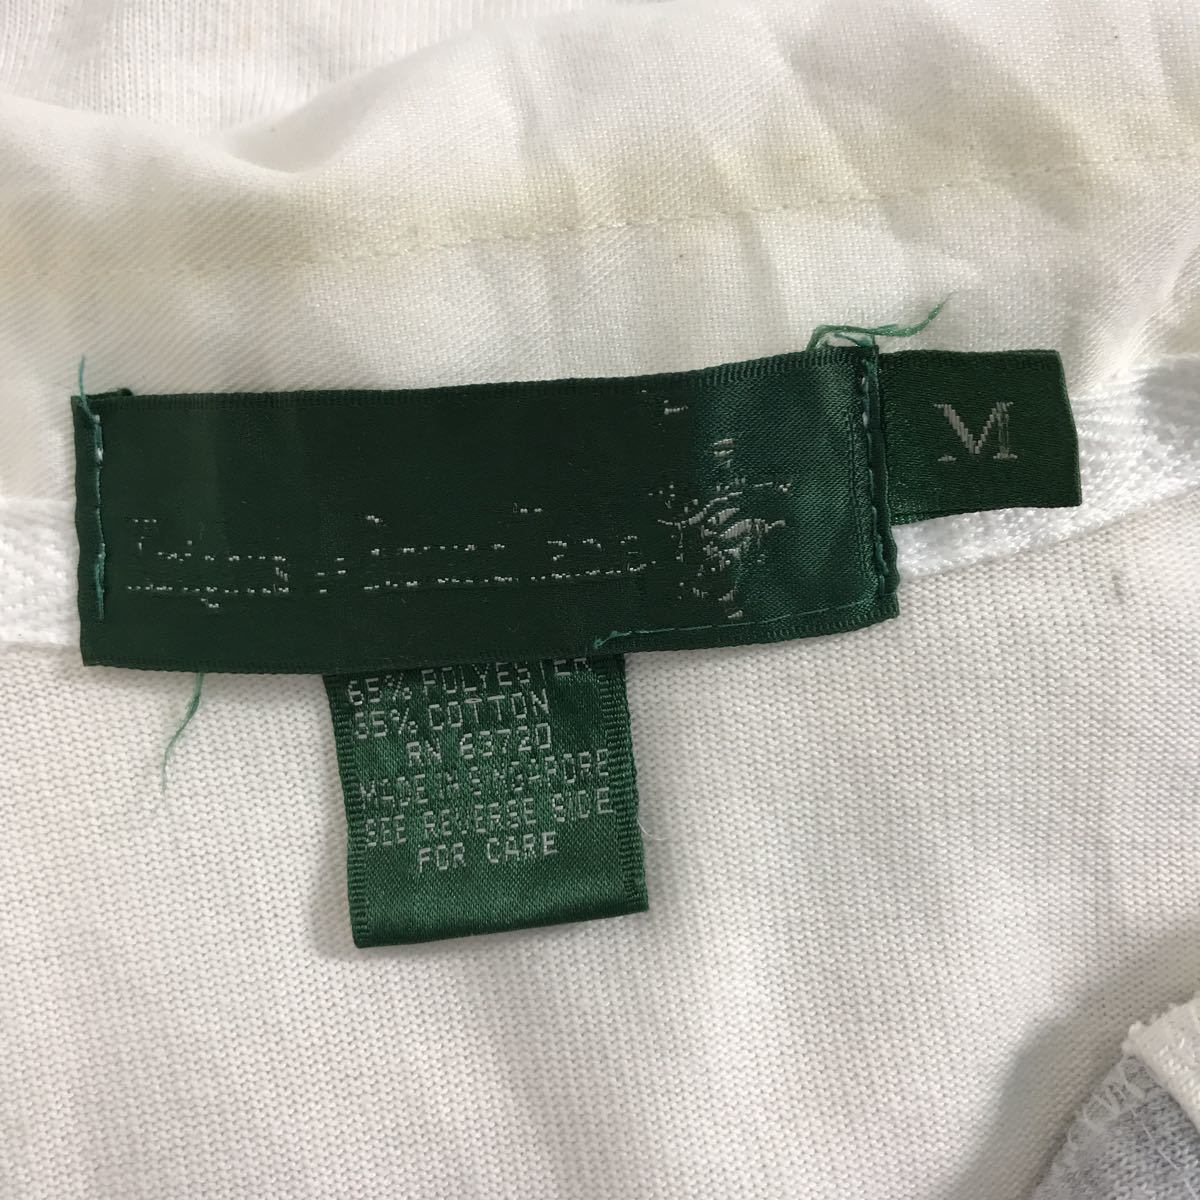 M
65% POLYESTER
35% COTTON
RN 63720
MADE IN SINGAPORE
SEE REVERSE SIDE
FOR CARE